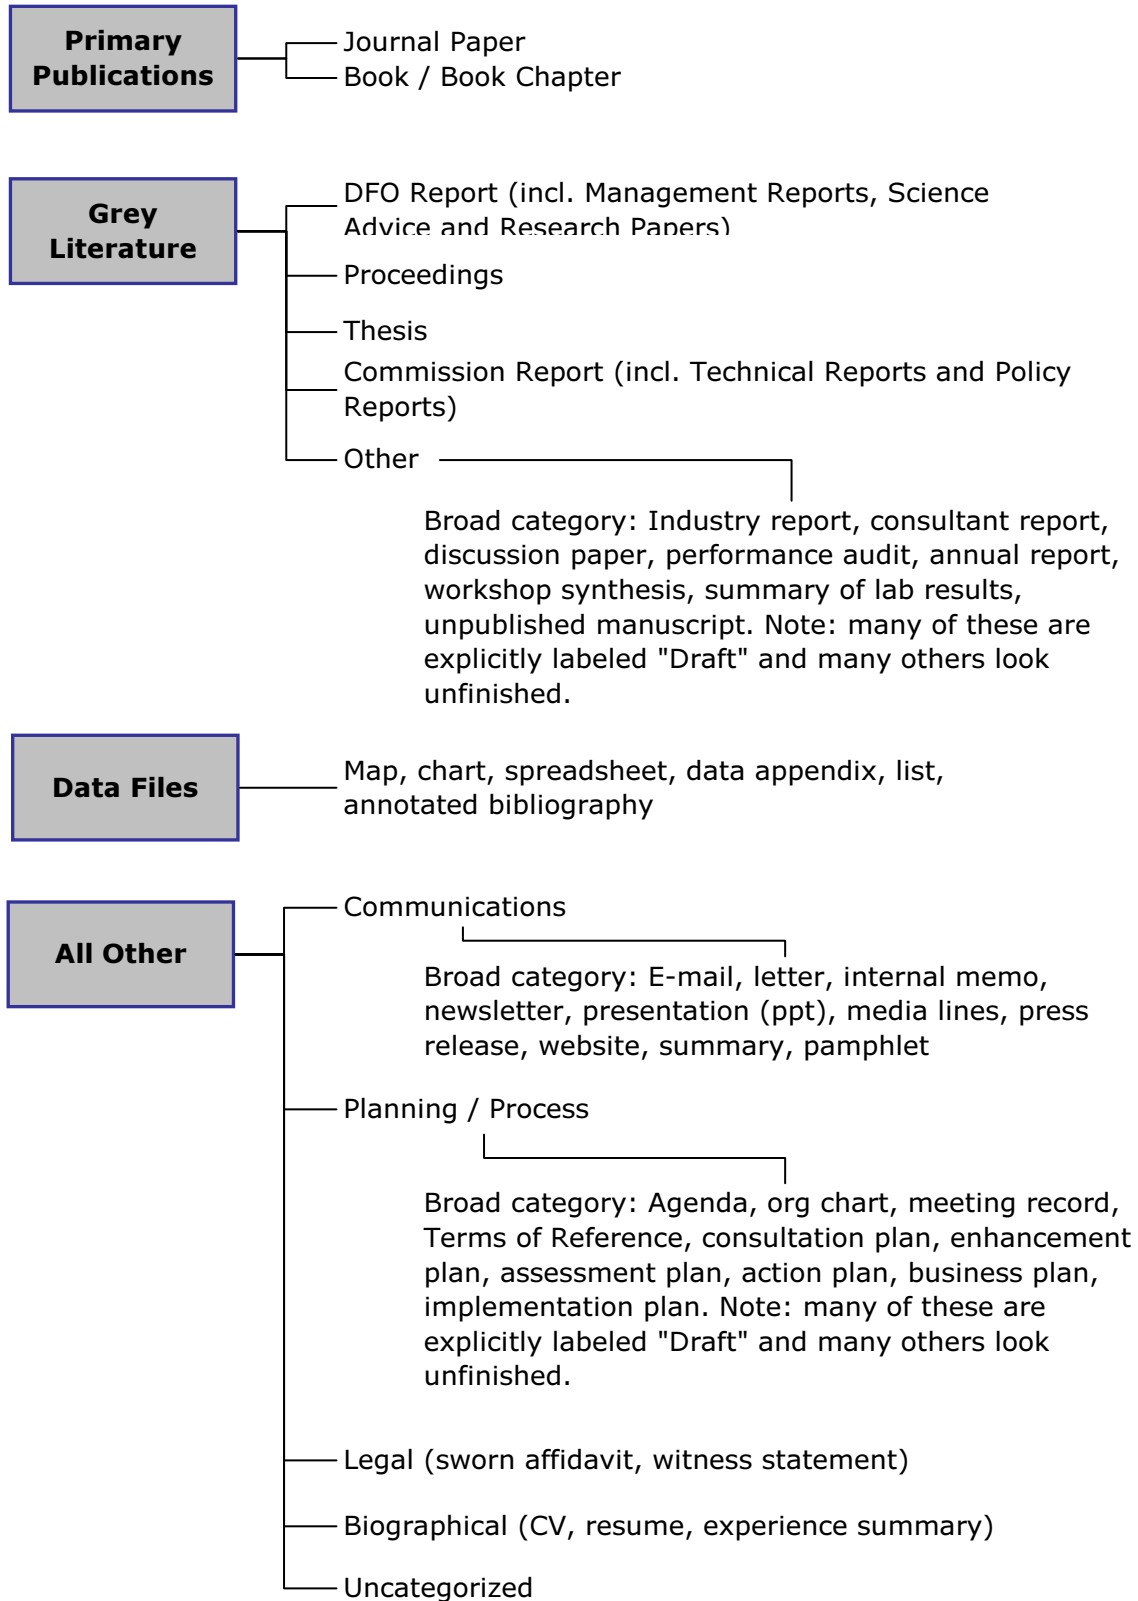 Primary
Publications
Journal Paper
Book / Book Chapter
Grey
Literature
DFO Report (incl. Management Reports, Science
Advice and Research Papers)
Proceedings
Thesis
Commission Report (incl. Technical Reports and Policy
Reports)
Other
Broad category: Industry report, consultant report,
discussion paper, performance audit, annual report,
workshop synthesis, summary of lab results,
unpublished manuscript. Note: many of these are
explicitly labeled "Draft" and many others look
unfinished.
Data Files
Map, chart, spreadsheet, data appendix, list,
annotated bibliography
All Other
Communications
Broad category: E-mail, letter, internal memo,
newsletter, presentation (ppt), media lines, press
release, website, summary, pamphlet
Planning / Process
Broad category: Agenda, org chart, meeting record,
Terms of Reference, consultation plan, enhancement
plan, assessment plan, action plan, business plan,
implementation plan. Note: many of these are
explicitly labeled "Draft" and many others look
unfinished.
Legal (sworn affidavit, witness statement)
Biographical (CV, resume, experience summary)
Uncategorized